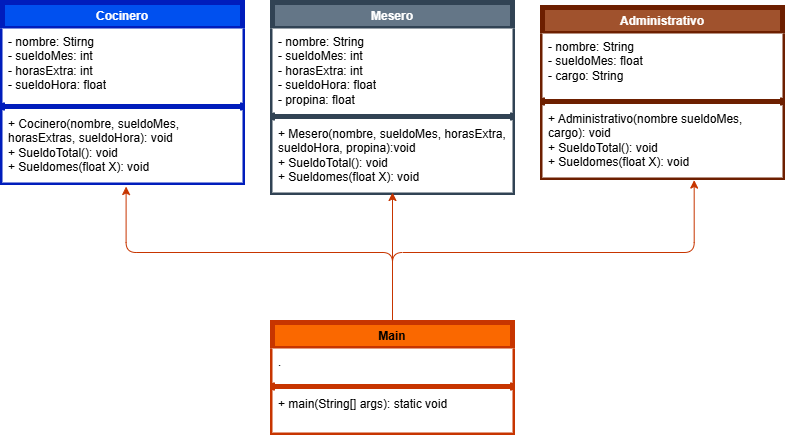 Cocinero
- nombre: Stirng
- sueldoMes: int
- horasExtra: int
- sueldoHora: float
+ Cocinero(nombre, sueldoMes,
horasExtras, sueldoHora): void
+ SueldoTotal(): void
+ Sueldomes(float X): void
Mesero
- nombre: String
- sueldoMes: int
- horasExtra: int
- sueldoHora: float
- propina: float
+ Mesero(nombre, sueldoMes, horasExtra,
sueldoHora, propina):void
+ SueldoTotal(): void
+ Sueldomes(float X): void
Administrativo
- nombre: String
- sueldoMes: float
- cargo: String
+ Administrativo(nombre sueldoMes,
cargo): void
+ SueldoTotal(): void
+ Sueldomes(float X): void
Main
.
+ main(String[] args): static void